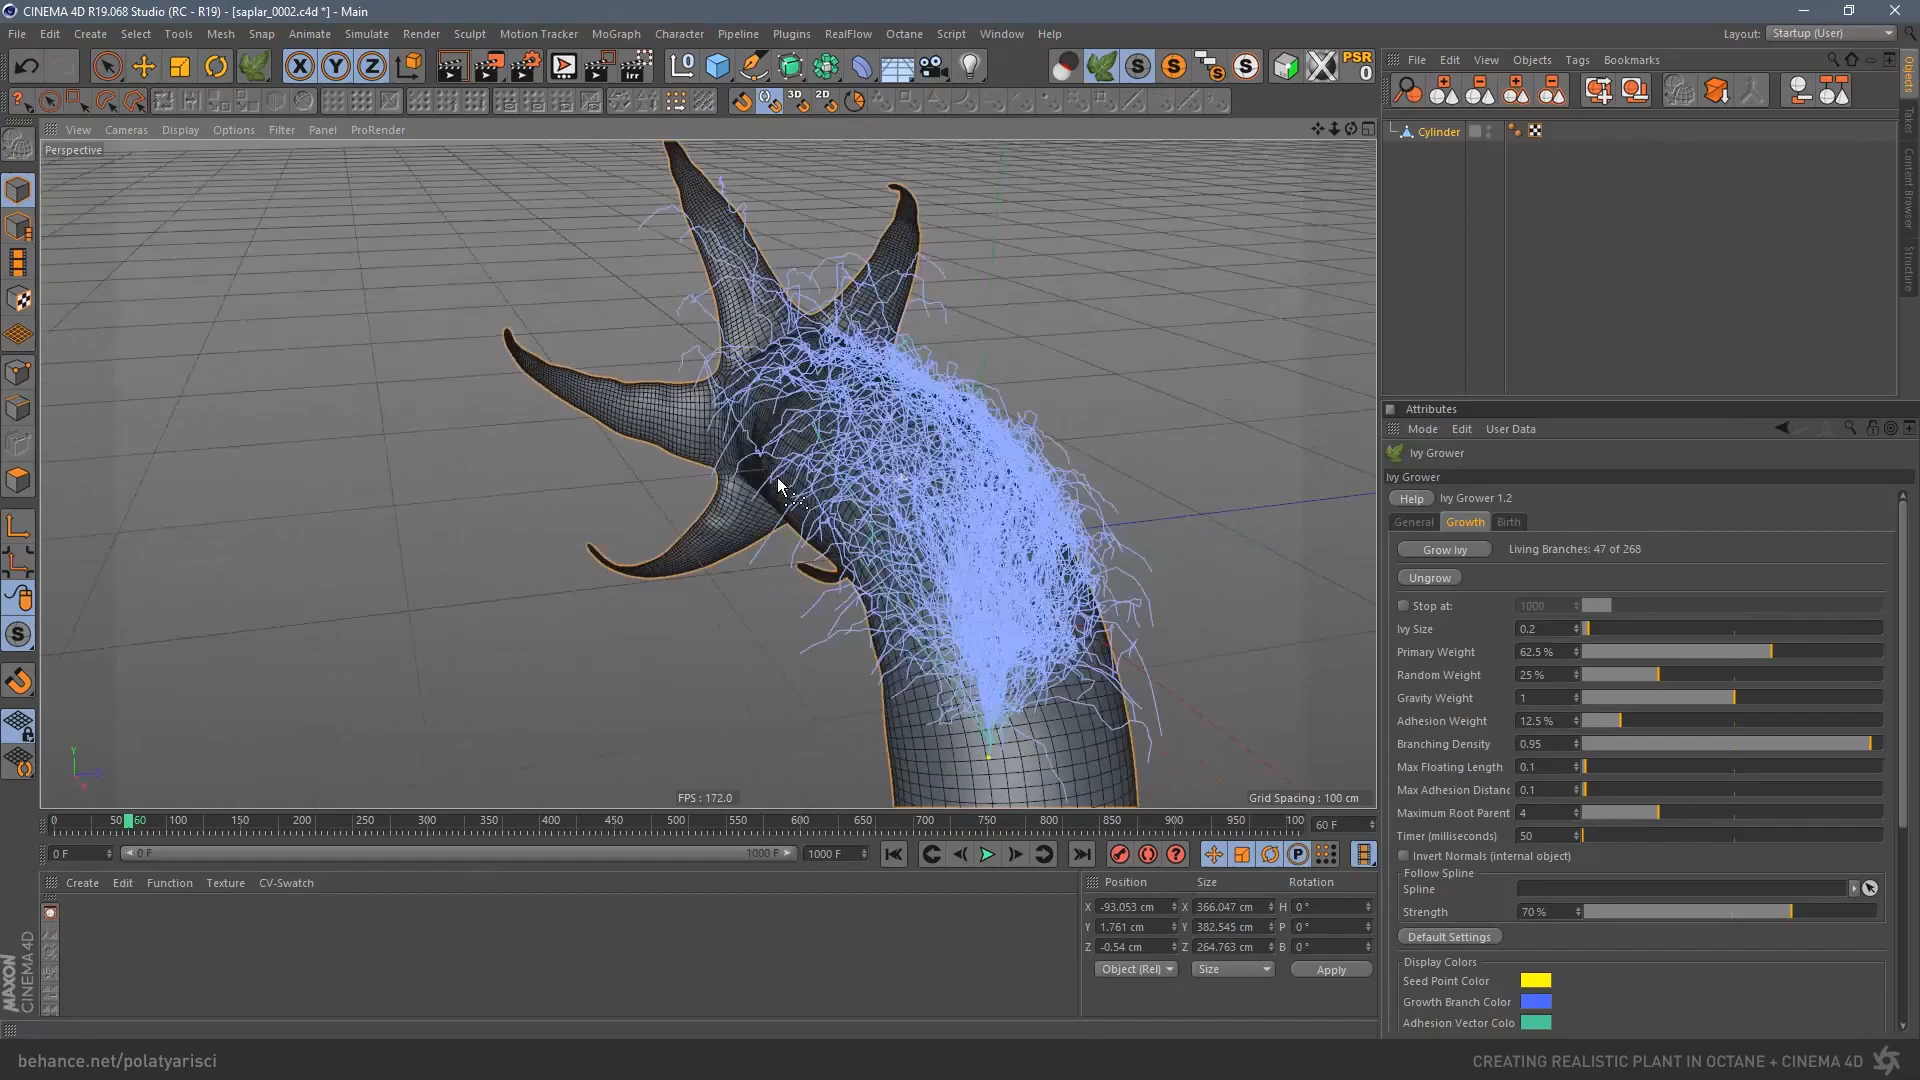 CINEMA 4D R19.068 Studio (RC - R19) - [saplar_0002.c4d *] - Main
File Edit Create Select Tools Mesh Snap Animate Simulate Render Sculpt Motion Tracker MoGraph Character Pipeline Plugins RealFlow Octane Script Window Help
Layout: Startup (User)
PSR
0
3D 2D
File Edit View Objects Tags Bookmarks
Objects
Takes
Content Browser
Structure
View Cameras Display Options Filter Panel ProRender
Perspective
Cylinder
Attributes
Mode Edit User Data
Ivy Grower
Ivy Grower
Help Ivy Grower 1.2
General Growth Birth
Grow Ivy Living Branches: 47 of 268
Ungrow
Stop at: 1000
Ivy Size 0.2
Primary Weight 62.5 %
Random Weight 25 %
Gravity Weight 1
Adhesion Weight 12.5 %
Branching Density 0.95
Max Floating Length 0.1
Max Adhesion Distanc 0.1
Maximum Root Parent 4
Timer (milliseconds) 50
Invert Normals (internal object)
Follow Spline
Spline
Strength 70 %
Default Settings
Display Colors
Seed Point Color
Growth Branch Color
Adhesion Vector Colo
FPS : 172.0
Grid Spacing : 100 cm
0 50 60 100 150 200 250 300 350 400 450 500 550 600 650 700 750 800 850 900 950 100 60 F
0 F 0 F 1000 F 1000 F
Create Edit Function Texture CV-Swatch
Position Size Rotation
X -93.053 cm X 366.047 cm H 0 °
Y 1.761 cm Y 382.545 cm P 0 °
Z -0.54 cm Z 264.763 cm B 0 °
Object (Rel) Size Apply
MAXON
CINEMA 4D
behance.net/polatyarisci
CREATING REALISTIC PLANT IN OCTANE + CINEMA 4D